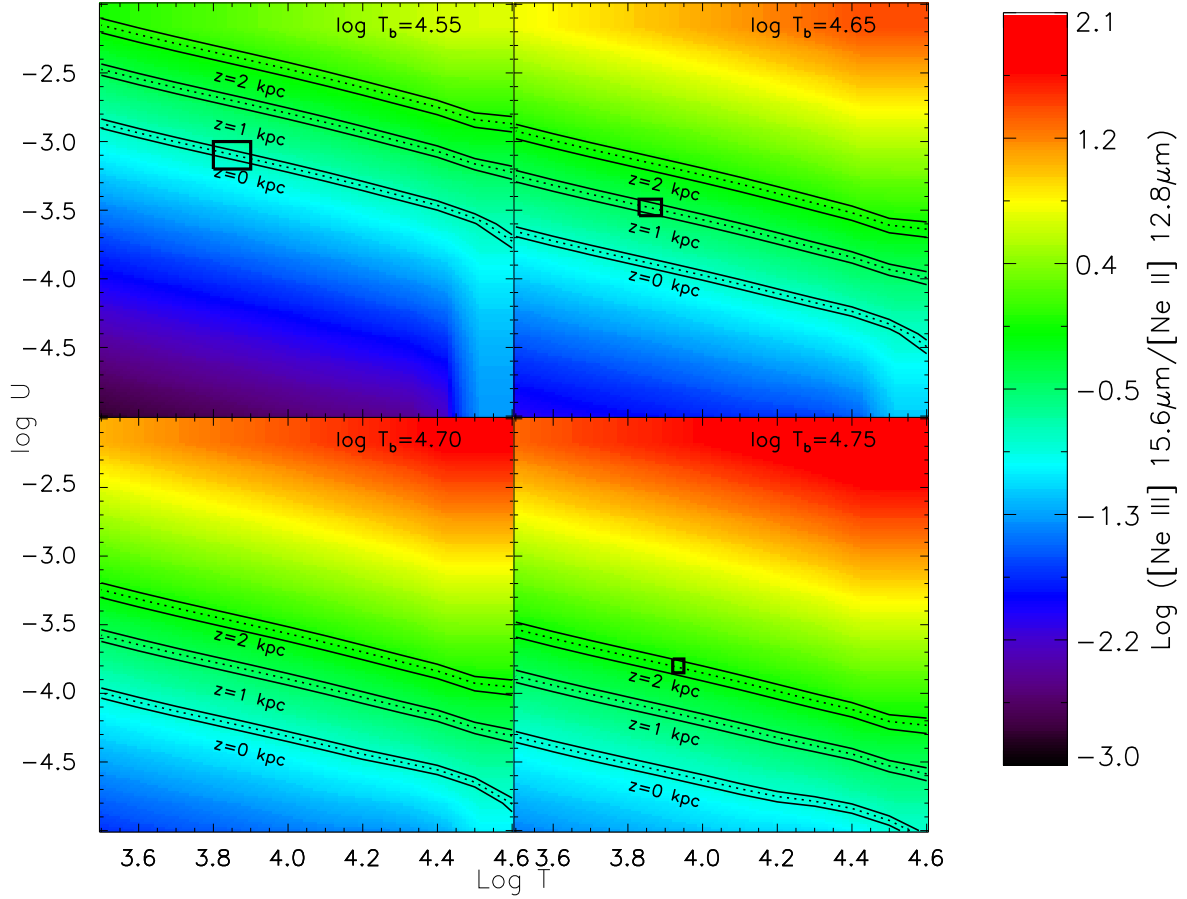 log T_b=4.55
log T_b=4.65
z=2 kpc
z=1 kpc
z=0 kpc
z=2 kpc
z=1 kpc
z=0 kpc
−2.5
−3.0
−3.5
−4.0
−4.5
log T_b=4.70
log T_b=4.75
z=2 kpc
z=1 kpc
z=0 kpc
z=2 kpc
z=1 kpc
z=0 kpc
−2.5
−3.0
−3.5
−4.0
−4.5
log U
3.6 3.8 4.0 4.2 4.4 4.6
3.6 3.8 4.0 4.2 4.4 4.6
Log T
2.1
1.2
0.4
−0.5
−1.3
−2.2
−3.0
Log ([Ne III] 15.6μm/[Ne II] 12.8μm)